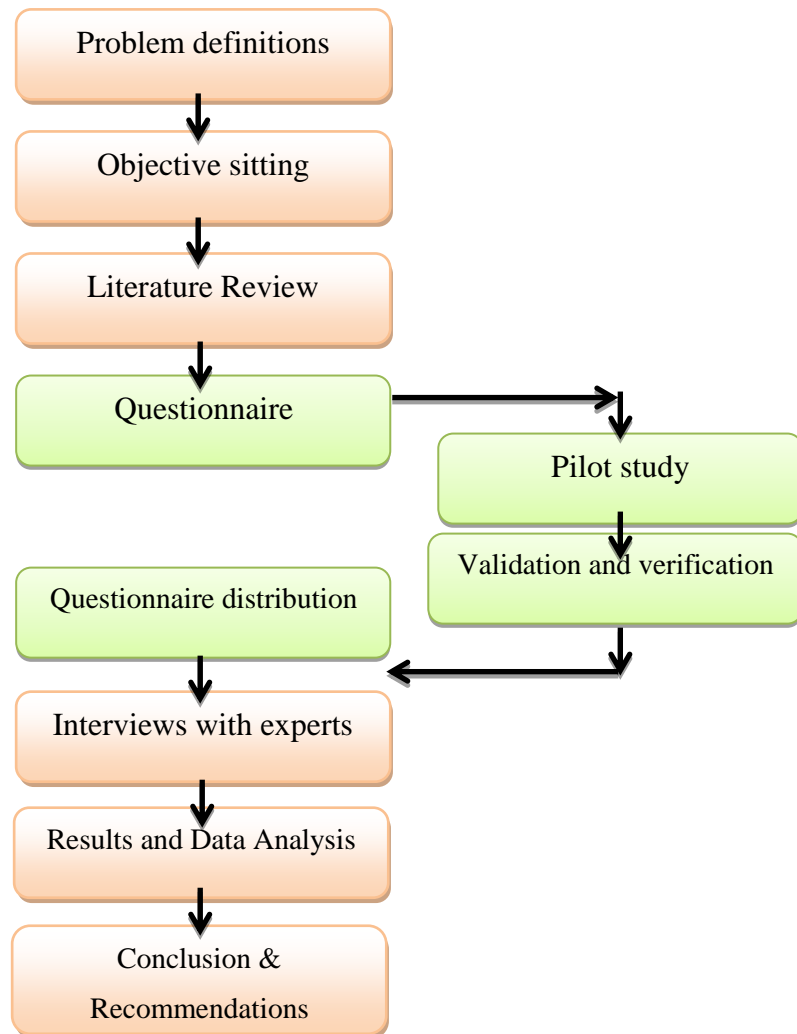 Problem definitions
Objective sitting
Literature Review
Questionnaire
Pilot study
Validation and verification
Questionnaire distribution
Interviews with experts
Results and Data Analysis
Conclusion &
Recommendations